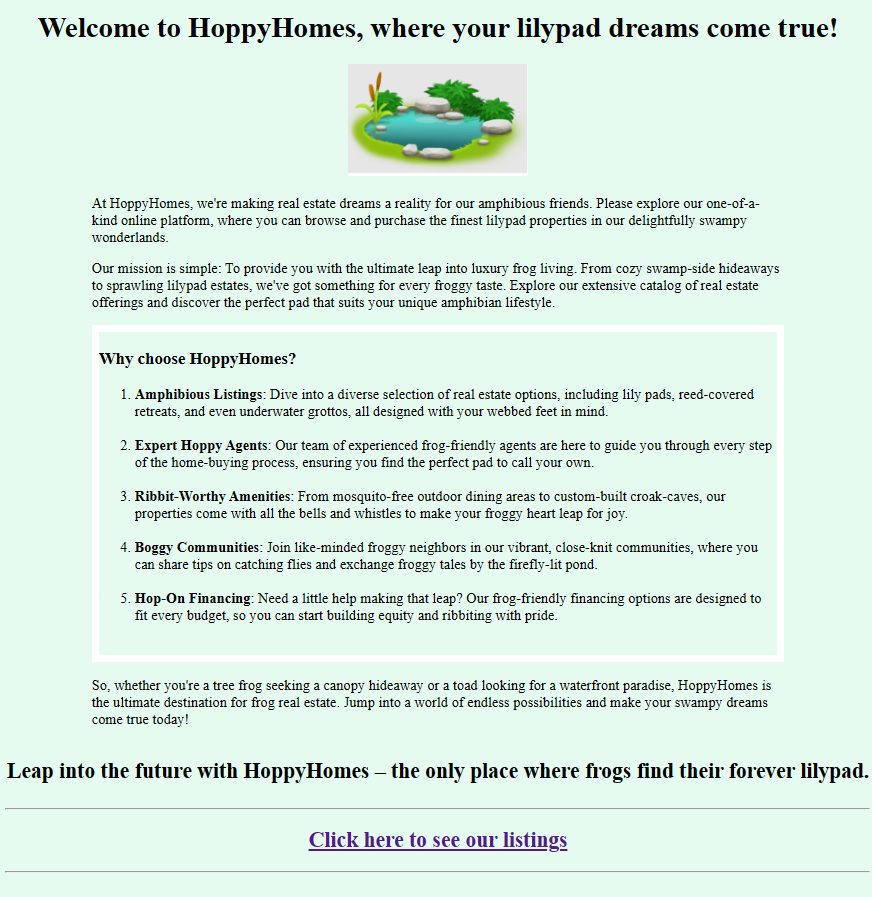 Welcome to HoppyHomes, where your lilypad dreams come true!
At HoppyHomes, we're making real estate dreams a reality for our amphibious friends. Please explore our one-of-a-
kind online platform, where you can browse and purchase the finest lilypad properties in our delightfully swampy
wonderlands.
Our mission is simple: To provide you with the ultimate leap into luxury frog living. From cozy swamp-side hideaways
to sprawling lilypad estates, we've got something for every froggy taste. Explore our extensive catalog of real estate
offerings and discover the perfect pad that suits your unique amphibian lifestyle.
Why choose HoppyHomes?
1. Amphibious Listings: Dive into a diverse selection of real estate options, including lily pads, reed-covered
retreats, and even underwater grottos, all designed with your webbed feet in mind.
2. Expert Hoppy Agents: Our team of experienced frog-friendly agents are here to guide you through every step
of the home-buying process, ensuring you find the perfect pad to call your own.
3. Ribbit-Worthy Amenities: From mosquito-free outdoor dining areas to custom-built croak-caves, our
properties come with all the bells and whistles to make your froggy heart leap for joy.
4. Boggy Communities: Join like-minded froggy neighbors in our vibrant, close-knit communities, where you
can share tips on catching flies and exchange froggy tales by the firefly-lit pond.
5. Hop-On Financing: Need a little help making that leap? Our frog-friendly financing options are designed to
fit every budget, so you can start building equity and ribbiting with pride.
So, whether you're a tree frog seeking a canopy hideaway or a toad looking for a waterfront paradise, HoppyHomes is
the ultimate destination for frog real estate. Jump into a world of endless possibilities and make your swampy dreams
come true today!
Leap into the future with HoppyHomes – the only place where frogs find their forever lilypad.
Click here to see our listings